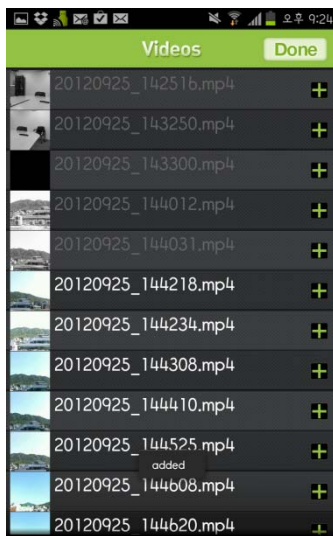 오후 9:24
Videos
Done
20120925_142516.mp4
20120925_143250.mp4
20120925_143300.mp4
20120925_144012.mp4
20120925_144031.mp4
20120925_144218.mp4
20120925_144234.mp4
20120925_144308.mp4
20120925_144410.mp4
20120925_144525.mp4
added
20120925_144608.mp4
20120925_144620.mp4